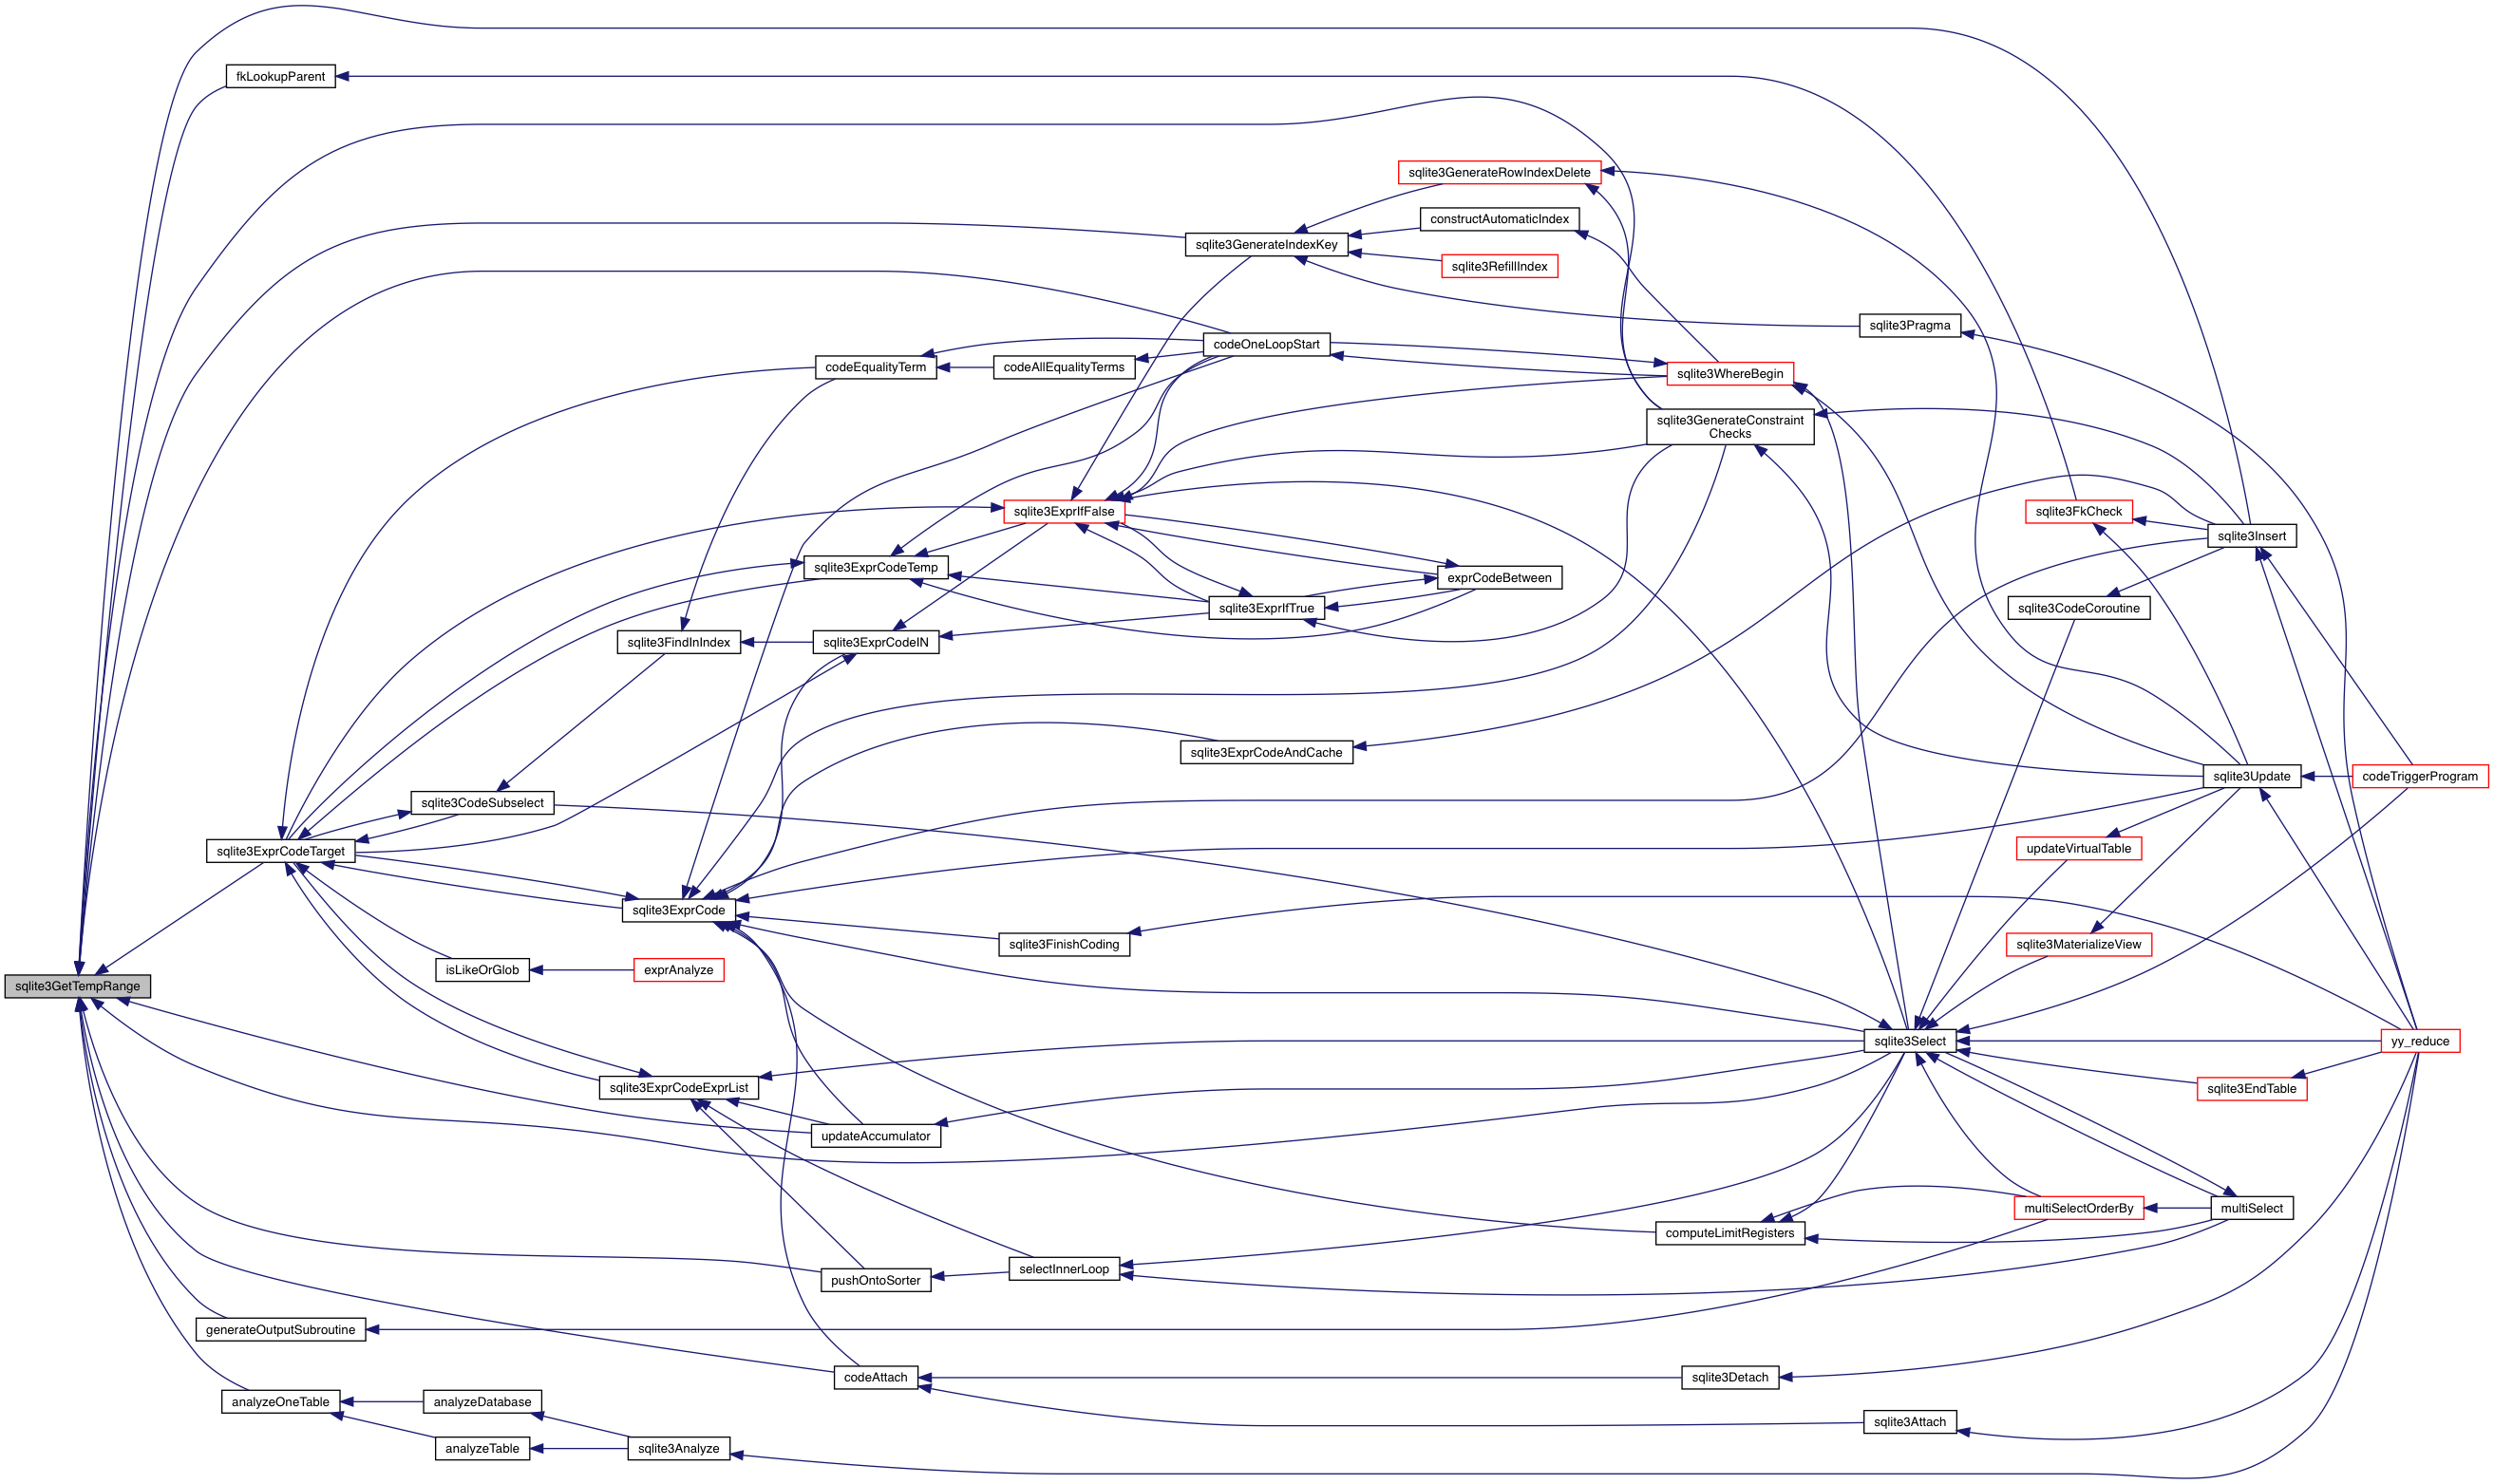 fkLookupParent
sqlite3GenerateRowIndexDelete
constructAutomaticIndex
sqlite3GenerateIndexKey
sqlite3RefillIndex
sqlite3Pragma
codeOneLoopStart
codeEqualityTerm
codeAllEqualityTerms
sqlite3WhereBegin
sqlite3GenerateConstraint
Checks
sqlite3ExprIfFalse
sqlite3FkCheck
sqlite3Insert
sqlite3ExprCodeTemp
exprCodeBetween
sqlite3ExprIfTrue
sqlite3CodeCoroutine
sqlite3FindInIndex
sqlite3ExprCodeIN
sqlite3ExprCodeAndCache
sqlite3Update
codeTriggerProgram
sqlite3CodeSubselect
sqlite3ExprCodeTarget
updateVirtualTable
sqlite3ExprCode
sqlite3FinishCoding
sqlite3MaterializeView
isLikeOrGlob
exprAnalyze
sqlite3GetTempRange
sqlite3Select
yy_reduce
sqlite3ExprCodeExprList
sqlite3EndTable
updateAccumulator
multiSelectOrderBy
multiSelect
computeLimitRegisters
selectInnerLoop
pushOntoSorter
generateOutputSubroutine
codeAttach
sqlite3Detach
analyzeOneTable
analyzeDatabase
sqlite3Attach
analyzeTable
sqlite3Analyze